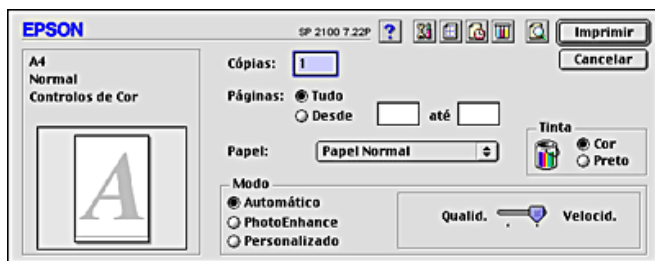 EPSON
SP 2100 7.22P
?
Imprimir
Cancelar
A4
Normal
Controlos de Cor
A
Cópias: 1
Páginas: Tudo
Desde até
Papel: Papel Normal
Tinta
Cor
Preto
Modo
Automático
PhotoEnhance
Personalizado
Qualid. Velocid.